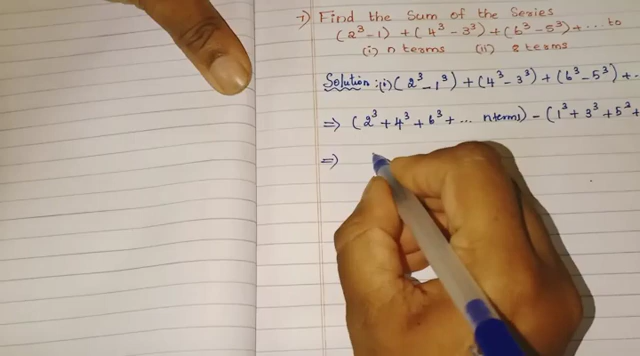 7) Find the Sum of the Series
(2³ - 1) + (4³ - 3³) + (6³ - 5³) + ... to
(i) n terms (ii) 8 terms
Solution : (i) (2³ - 1³) + (4³ - 3³) + (6³ - 5³) + ..
⇒ (2³ + 4³ + 6³ + ... n terms) - (1³ + 3³ + 5³ +
⇒